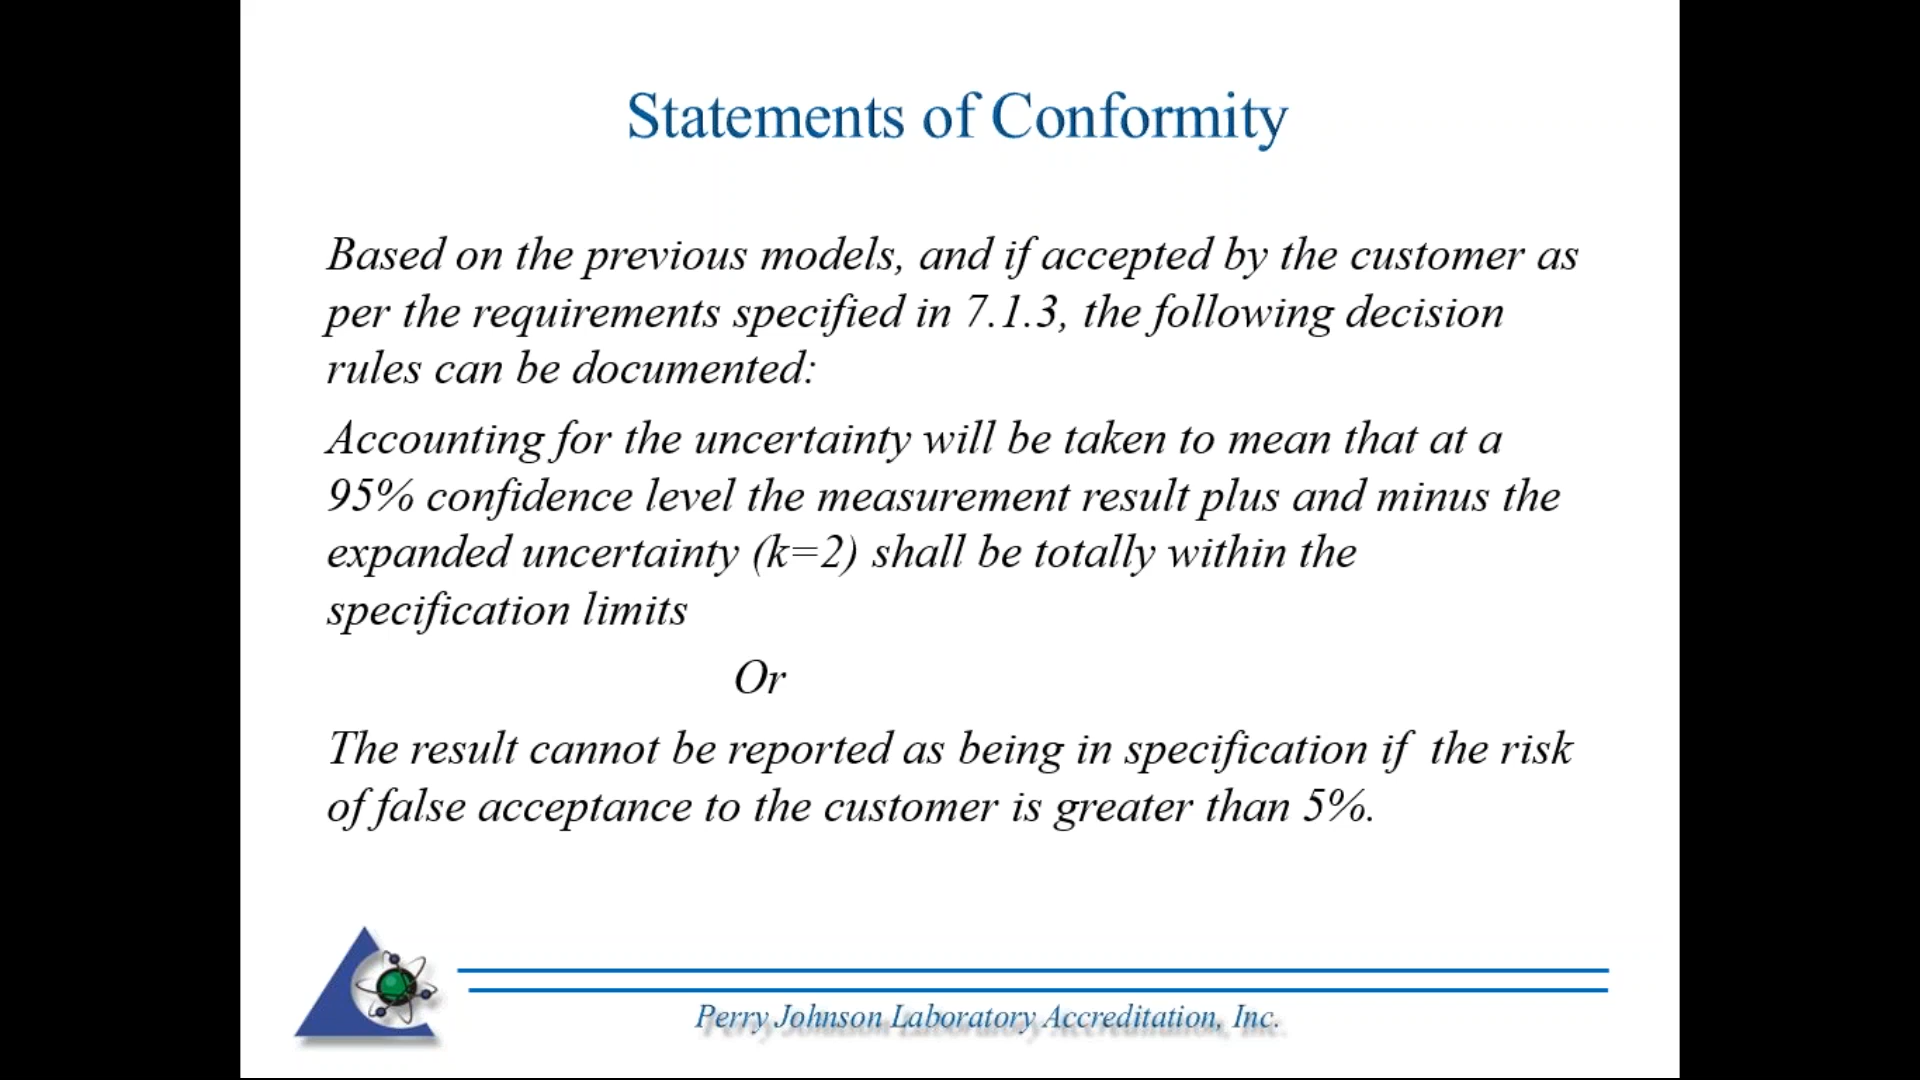 Statements of Conformity
Based on the previous models, and if accepted by the customer as
per the requirements specified in 7.1.3, the following decision
rules can be documented:
Accounting for the uncertainty will be taken to mean that at a
95% confidence level the measurement result plus and minus the
expanded uncertainty (k=2) shall be totally within the
specification limits
Or
The result cannot be reported as being in specification if  the risk
of false acceptance to the customer is greater than 5%.
Perry Johnson Laboratory Accreditation, Inc.